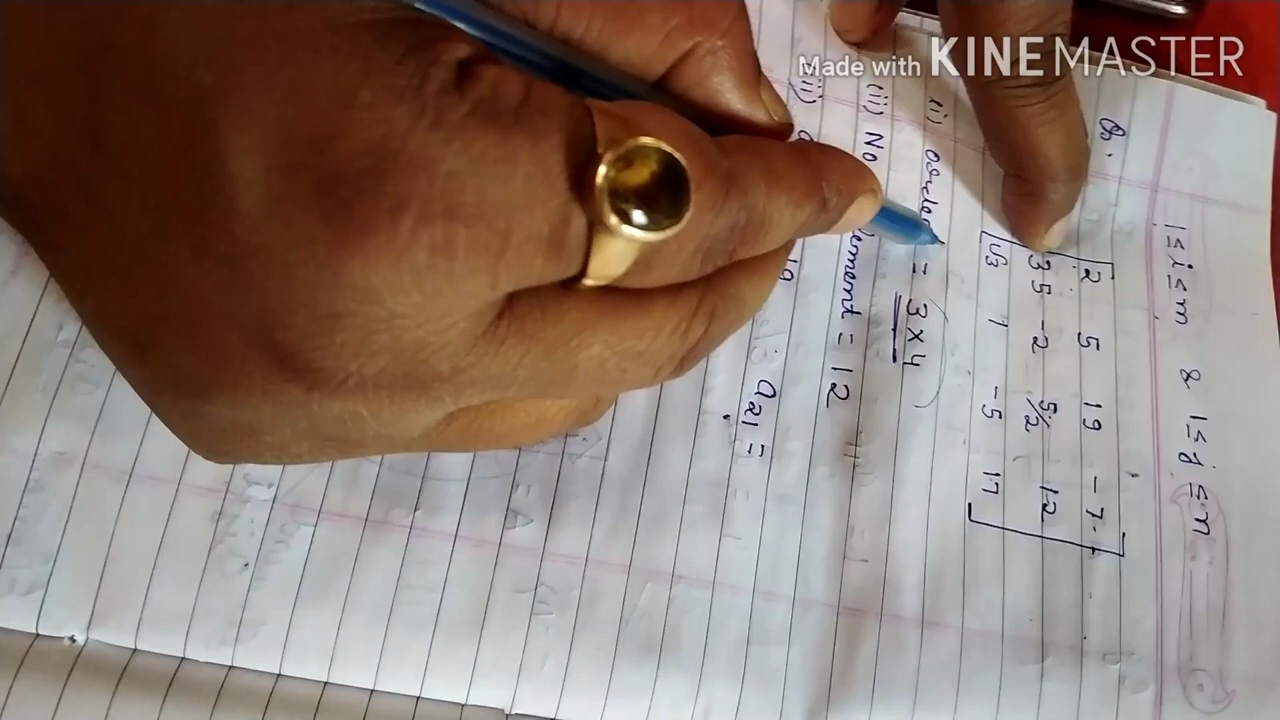 Made with KINEMASTER
1 ≤ i ≤ m & 1 ≤ j ≤ n
Q.
2 5 19 -7
35 -2 5/2 12
√3 1 -5 17
(i) order = 3 × 4
(ii) No element = 12
19
a21 =